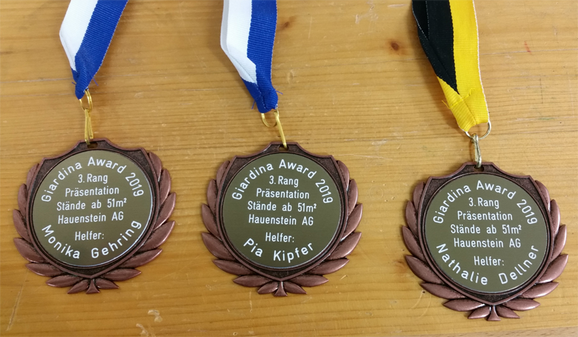 Giardina Award 2019
3. Rang
Präsentation
Stände ab 51m²
Hauenstein AG
Helfer:
Monika Gehring
Giardina Award 2019
3. Rang
Präsentation
Stände ab 51m²
Hauenstein AG
Helfer:
Pia Kipfer
Giardina Award 2019
3. Rang
Präsentation
Stände ab 51m²
Hauenstein AG
Helfer:
Nathalie Dellner